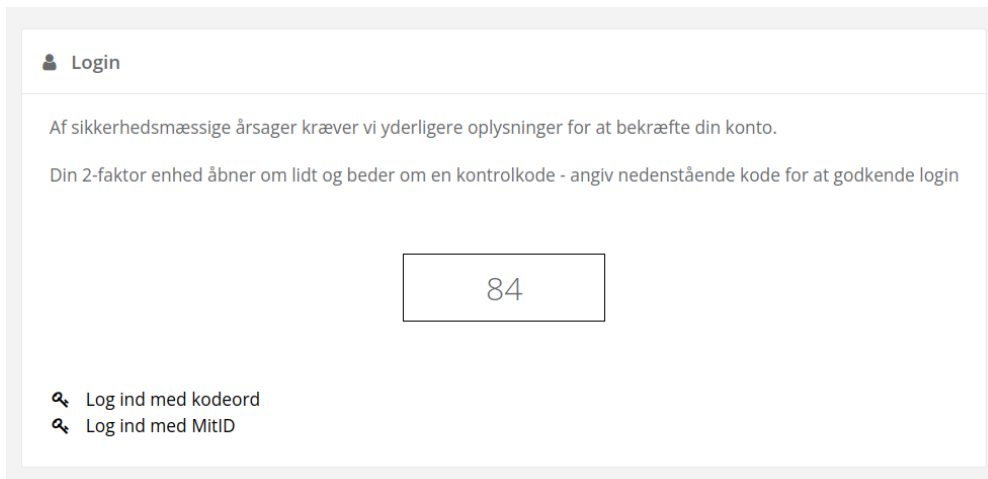 Login
Af sikkerhedsmæssige årsager kræver vi yderligere oplysninger for at bekræfte din konto.
Din 2-faktor enhed åbner om lidt og beder om en kontrolkode - angiv nedenstående kode for at godkende login
84
Log ind med kodeord
Log ind med MitID